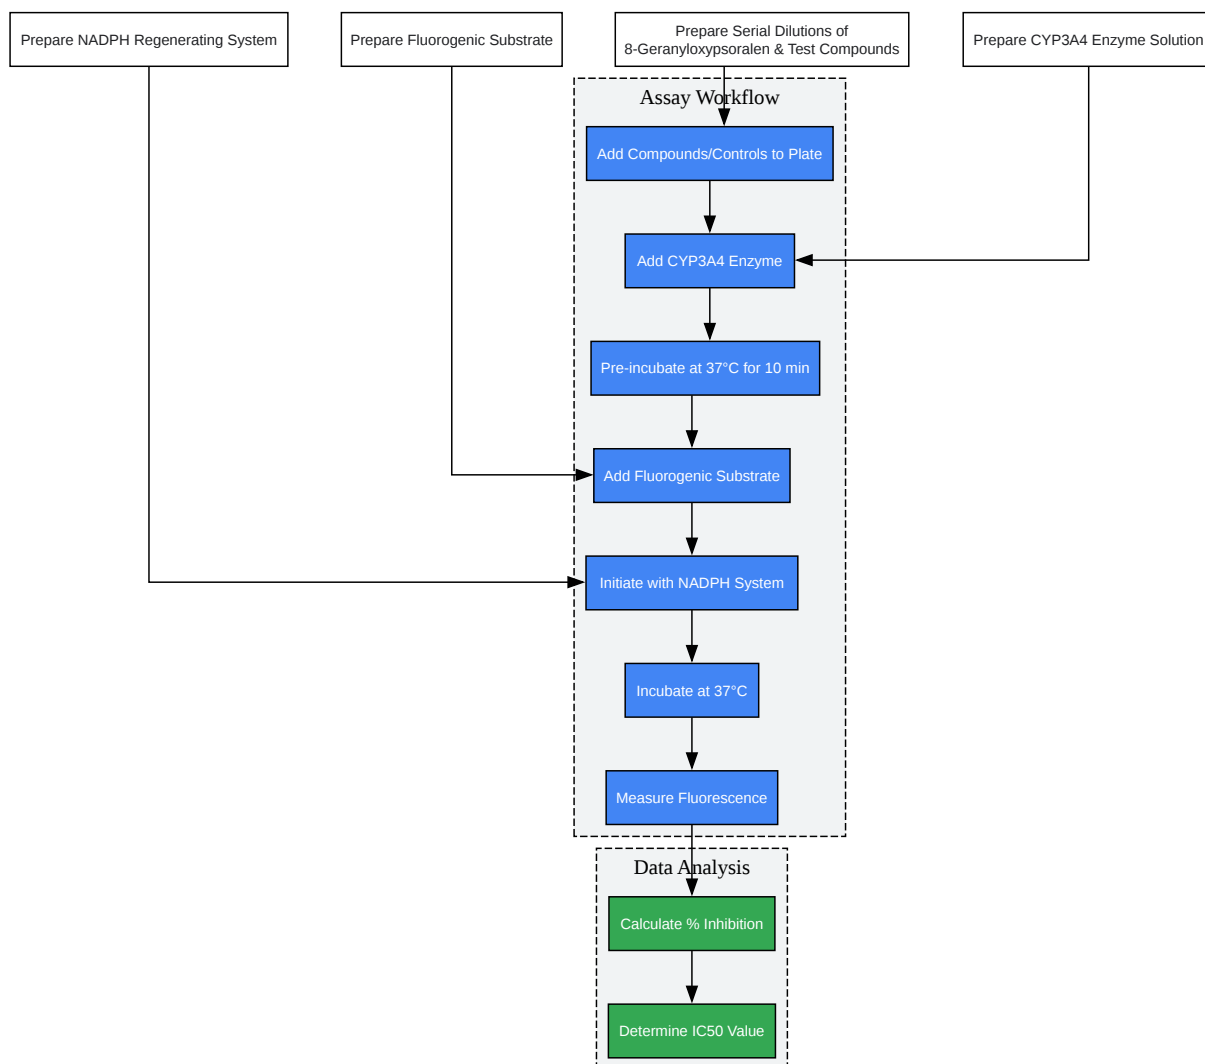 Prepare NADPH Regenerating System
Prepare Fluorogenic Substrate
Prepare Serial Dilutions of
8-Geranyloxypsoralen & Test Compounds
Prepare CYP3A4 Enzyme Solution
Assay Workflow
Add Compounds/Controls to Plate
Add CYP3A4 Enzyme
Pre-incubate at 37°C for 10 min
Add Fluorogenic Substrate
Initiate with NADPH System
Incubate at 37°C
Measure Fluorescence
Data Analysis
Calculate % Inhibition
Determine IC50 Value